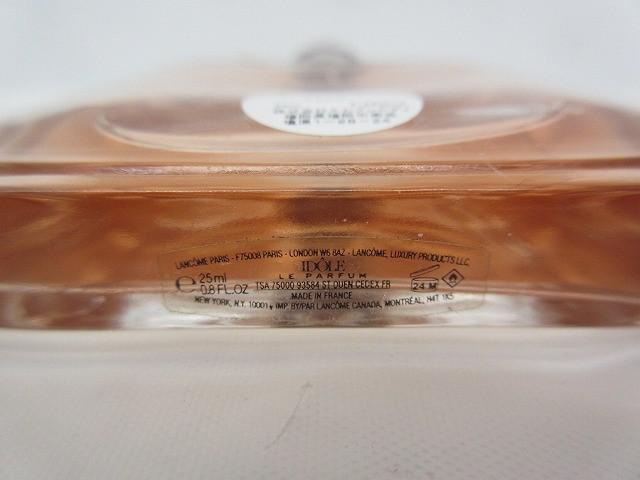 LANCÔME PARIS - F75008 PARIS - LONDON W6 8AZ - LANCÔME, LUXURY PRODUCTS LLC.
IDÔLE
LE PARFUM
℮ 25ml
0.8 FL.OZ
TSA 75000 93584 ST OUEN CEDEX.FR
24 M
MADE IN FRANCE
NEW YORK, N.Y. 10001, IMP. BY/PAR LANCÔME CANADA, MONTRÉAL, H4T 1K5